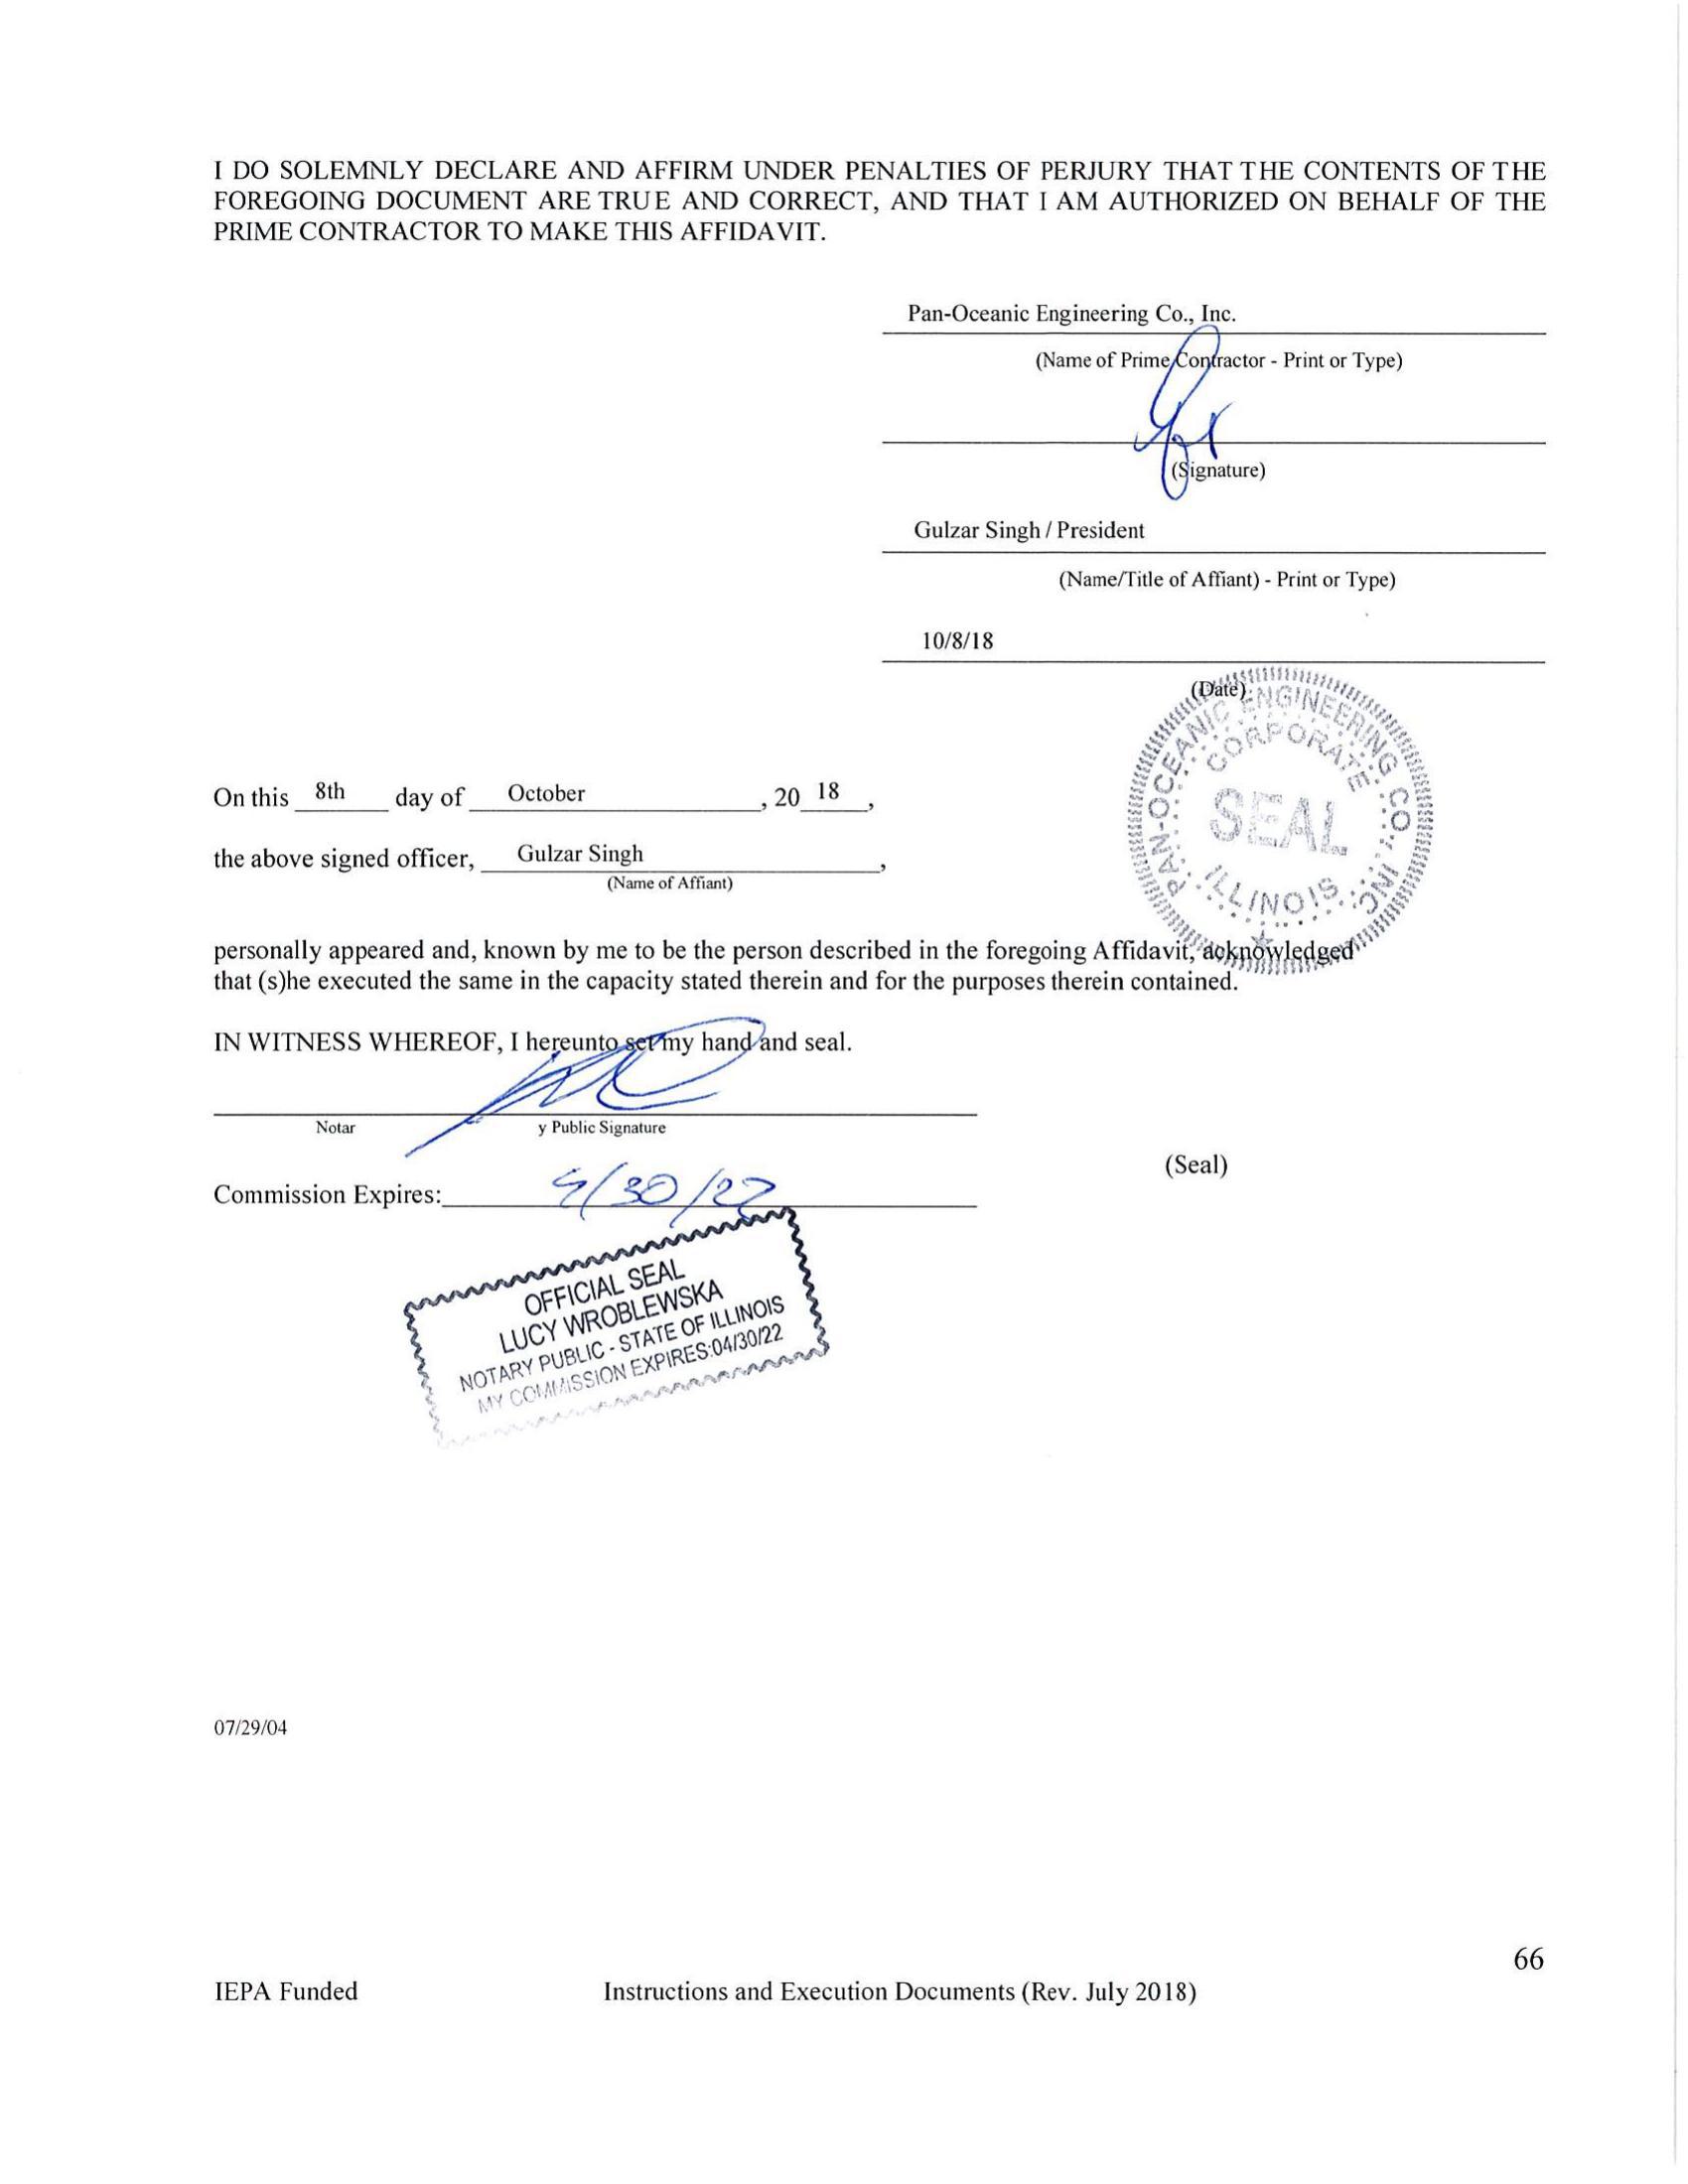 I DO SOLEMNLY DECLARE AND AFFIRM UNDER PENALTIES OF PERJURY THAT THE CONTENTS OF THE
FOREGOING DOCUMENT ARE TRUE AND CORRECT, AND THAT I AM AUTHORIZED ON BEHALF OF THE
PRIME CONTRACTOR TO MAKE THIS AFFIDAVIT.
Pan-Oceanic Engineering Co., Inc.
(Name of Prime Contractor - Print or Type)
(Signature)
Gulzar Singh / President
(Name/Title of Affiant) - Print or Type)
10/8/18
(Date)
PAN-OCEANIC ENGINEERING CO., INC.
CORPORATE
SEAL
ILLINOIS
On this 8th day of October, 20 18,
the above signed officer, Gulzar Singh,
(Name of Affiant)
personally appeared and, known by me to be the person described in the foregoing Affidavit, acknowledged
that (s)he executed the same in the capacity stated therein and for the purposes therein contained.
IN WITNESS WHEREOF, I hereunto set my hand and seal.
Notar y Public Signature
(Seal)
Commission Expires: 4/30/22
OFFICIAL SEAL
LUCY WROBLEWSKA
NOTARY PUBLIC - STATE OF ILLINOIS
MY COMMISSION EXPIRES:04/30/22
07/29/04
66
IEPA Funded Instructions and Execution Documents (Rev. July 2018)